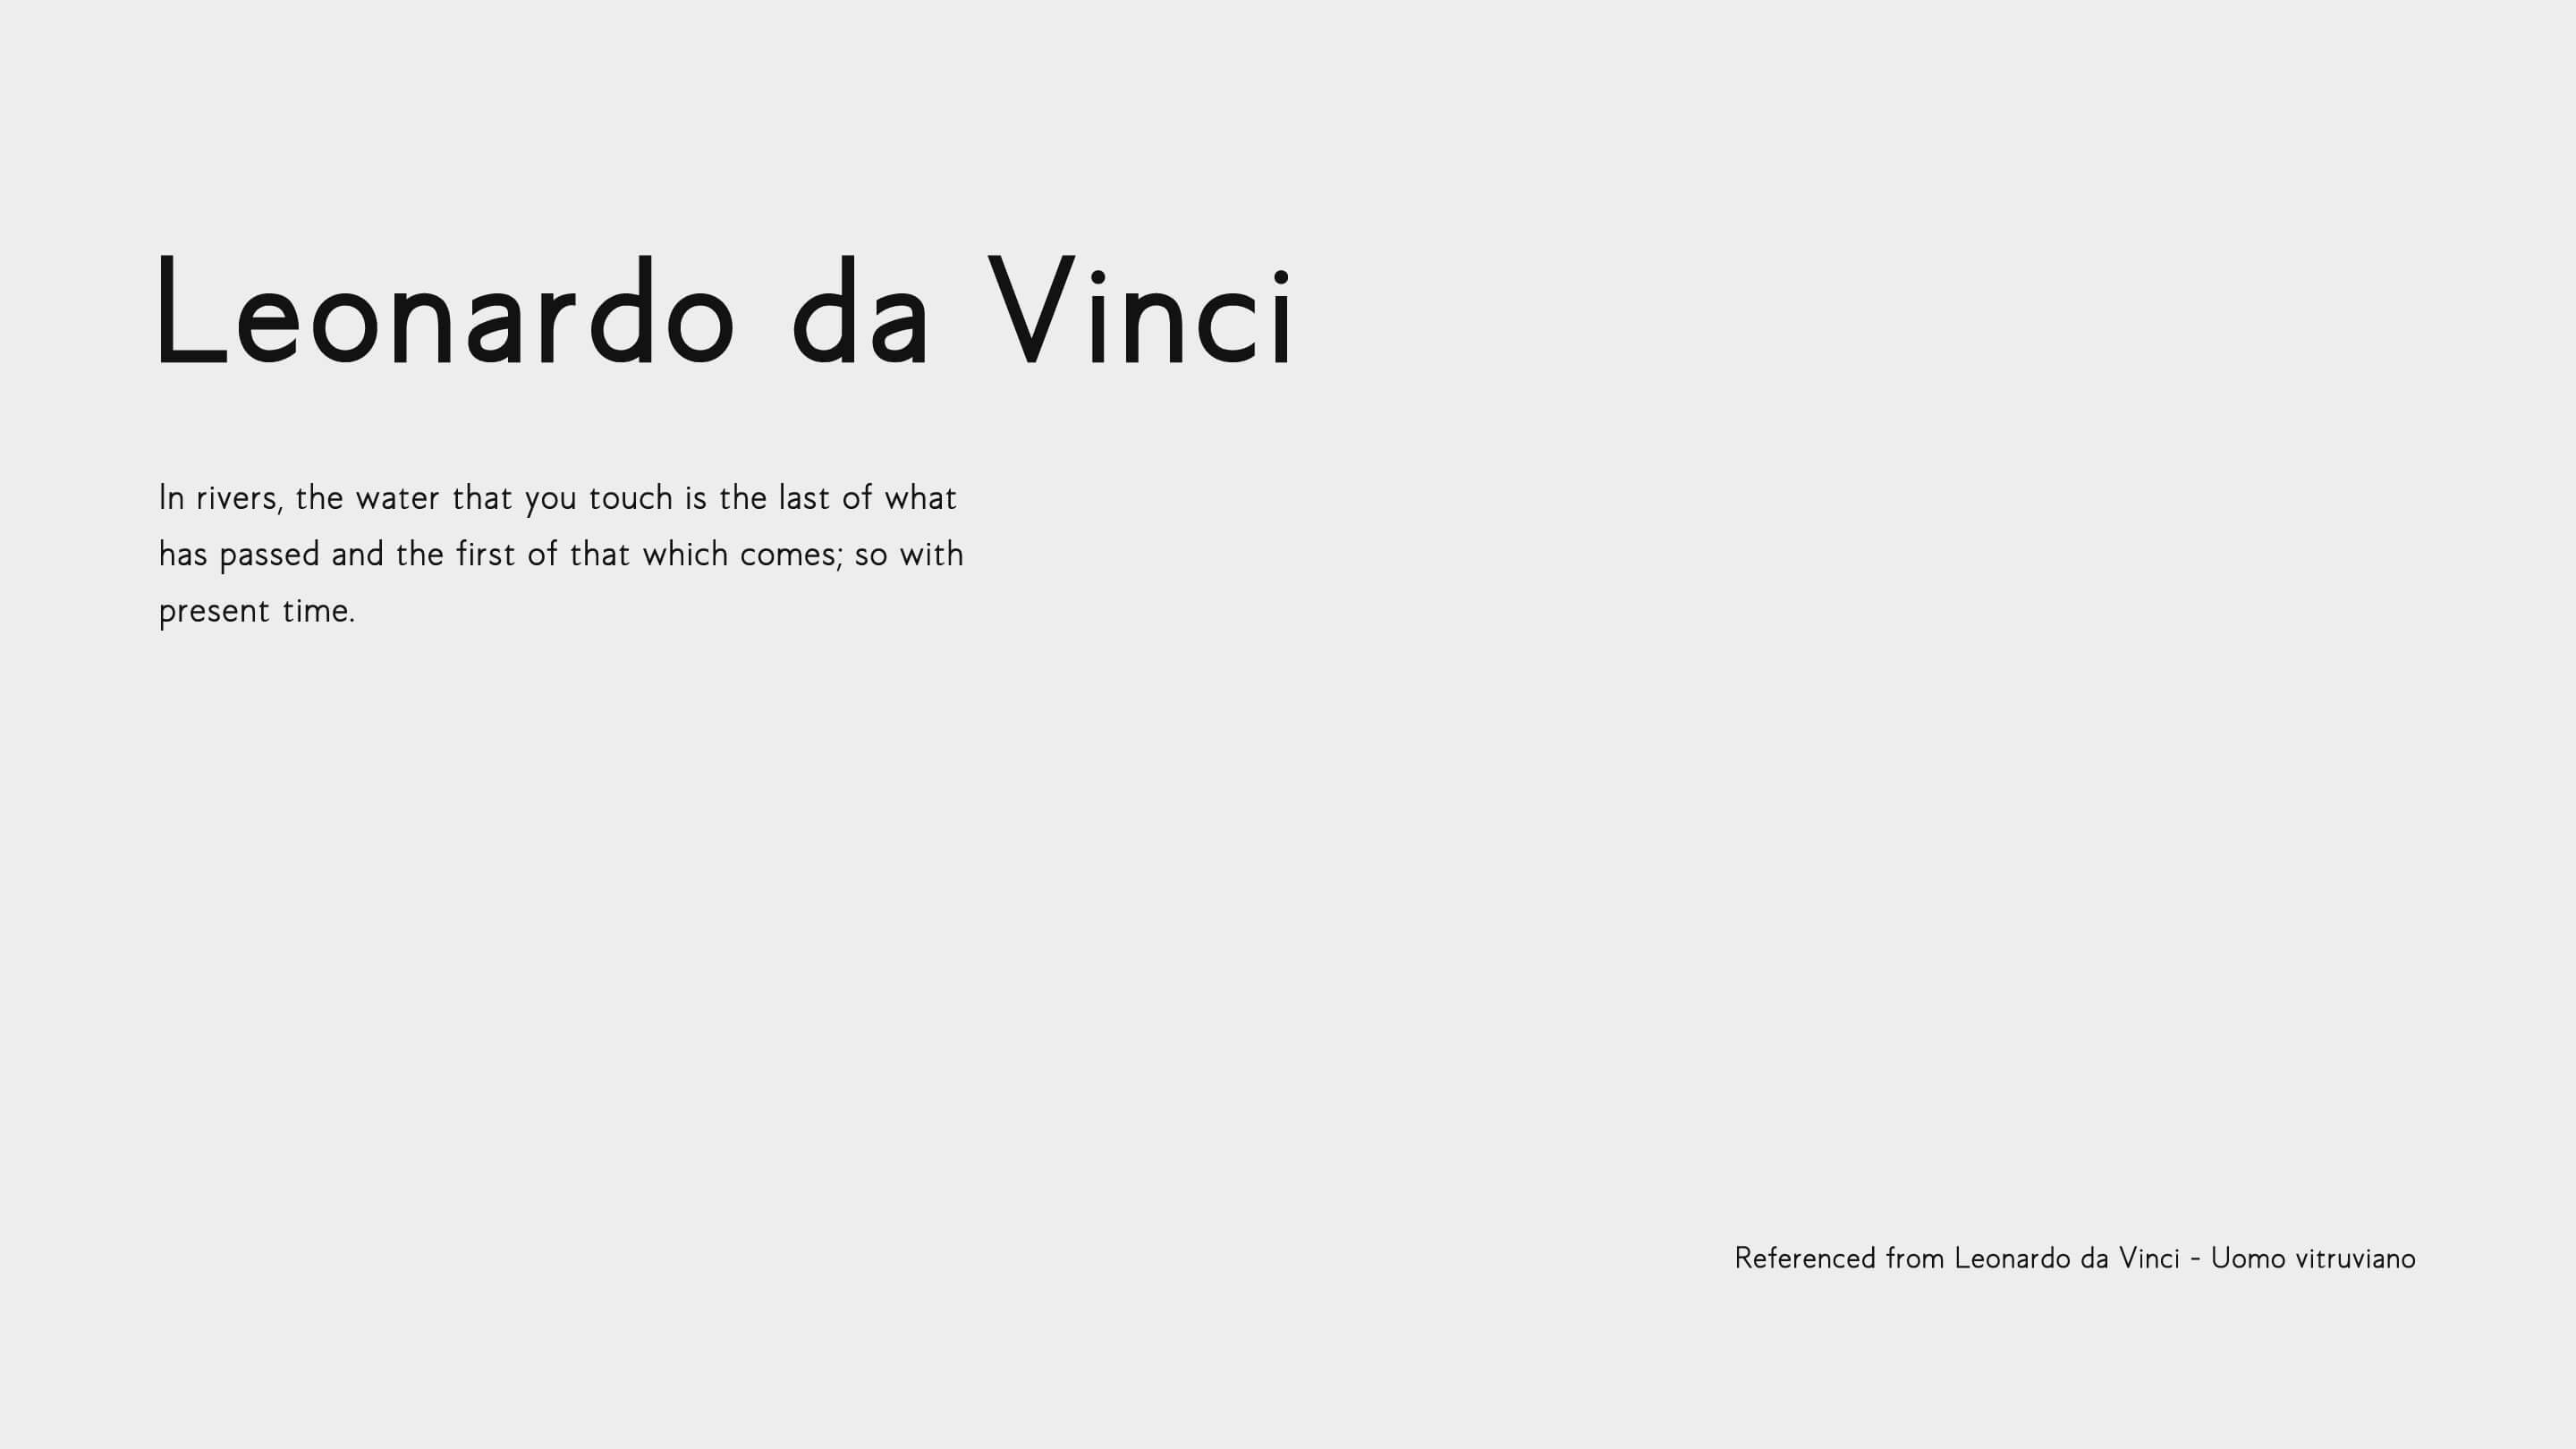 Leonardo da Vinci
In rivers, the water that you touch is the last of what
has passed and the first of that which comes; so with
present time.
Referenced from Leonardo da Vinci - Uomo vitruviano